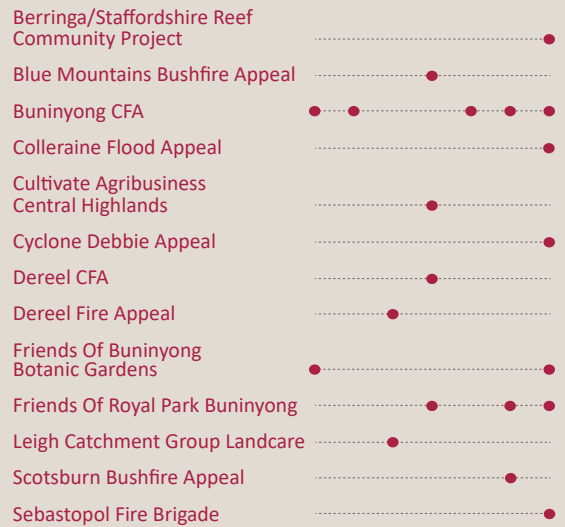 Berringa/Staffordshire Reef
Community Project
Blue Mountains Bushfire Appeal
Buninyong CFA
Colleraine Flood Appeal
Cultivate Agribusiness
Central Highlands
Cyclone Debbie Appeal
Dereel CFA
Dereel Fire Appeal
Friends Of Buninyong
Botanic Gardens
Friends Of Royal Park Buninyong
Leigh Catchment Group Landcare
Scotsburn Bushfire Appeal
Sebastopol Fire Brigade